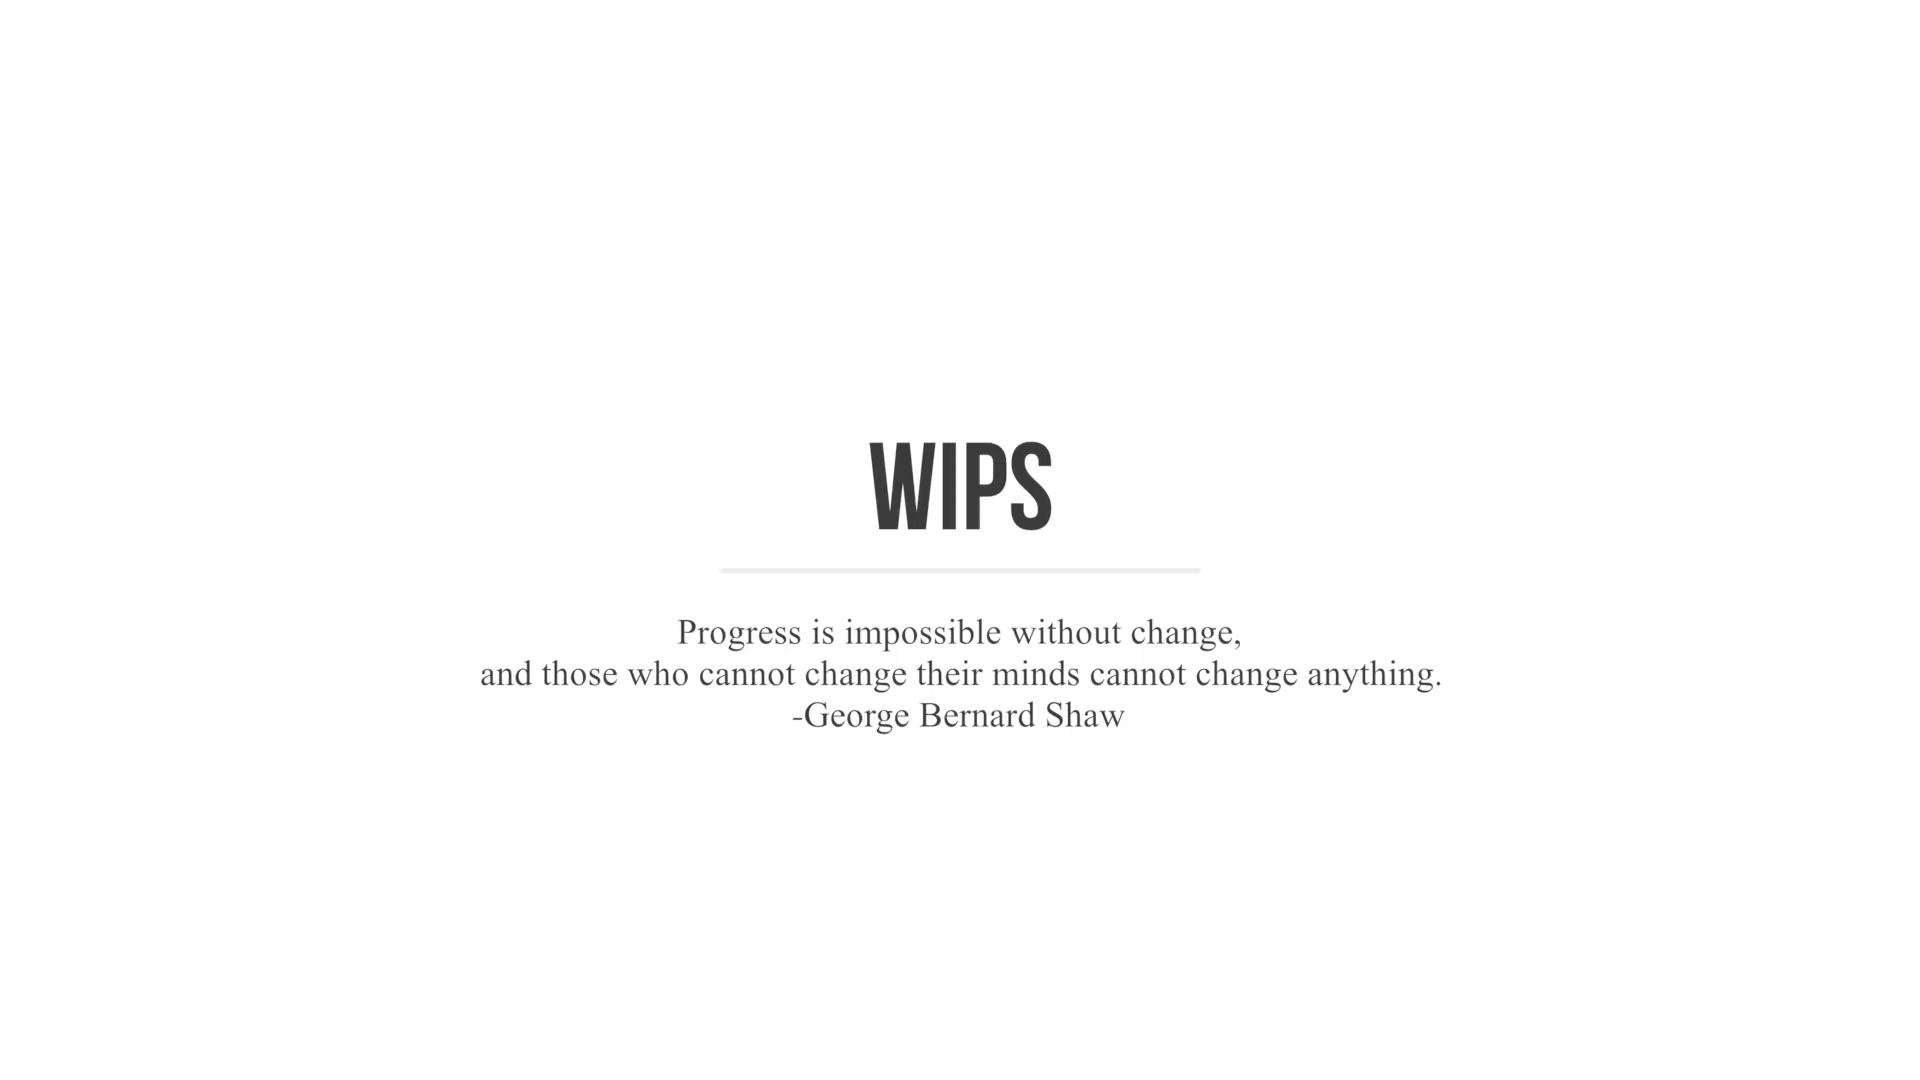 WIPS
Progress is impossible without change,
and those who cannot change their minds cannot change anything.
-George Bernard Shaw